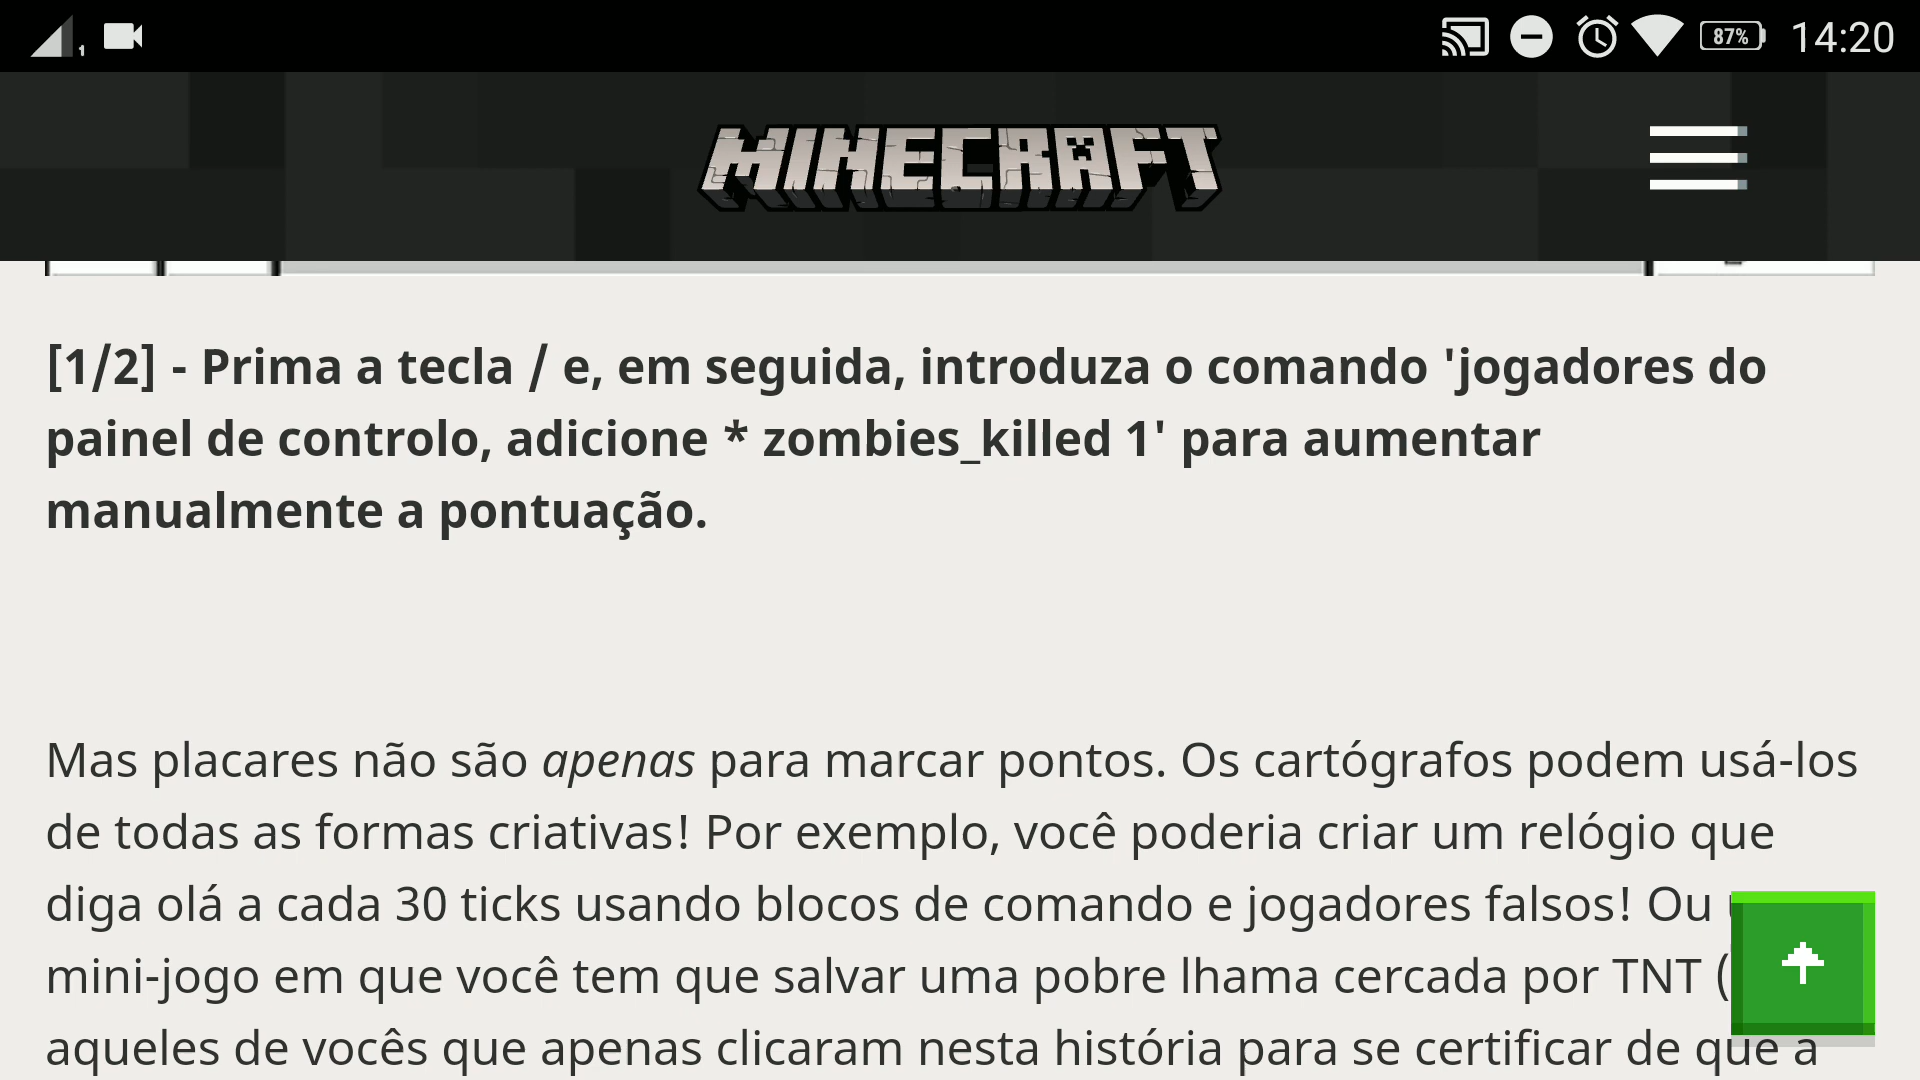 1
87%
14:20
MINECRAFT
[1/2] - Prima a tecla / e, em seguida, introduza o comando 'jogadores do
painel de controlo, adicione * zombies_killed 1' para aumentar
manualmente a pontuação.
Mas placares não são apenas para marcar pontos. Os cartógrafos podem usá-los
de todas as formas criativas! Por exemplo, você poderia criar um relógio que
diga olá a cada 30 ticks usando blocos de comando e jogadores falsos! Ou
mini-jogo em que você tem que salvar uma pobre lhama cercada por TNT (
aqueles de vocês que apenas clicaram nesta história para se certificar de que a